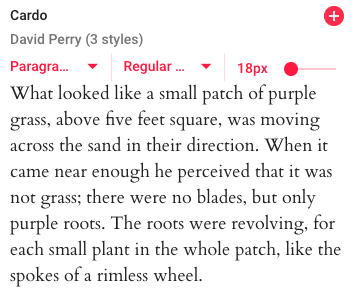 Cardo
David Perry (3 styles)
Paragra... Regular ... 18px
What looked like a small patch of purple
grass, above five feet square, was moving
across the sand in their direction. When it
came near enough he perceived that it was
not grass; there were no blades, but only
purple roots. The roots were revolving, for
each small plant in the whole patch, like the
spokes of a rimless wheel.